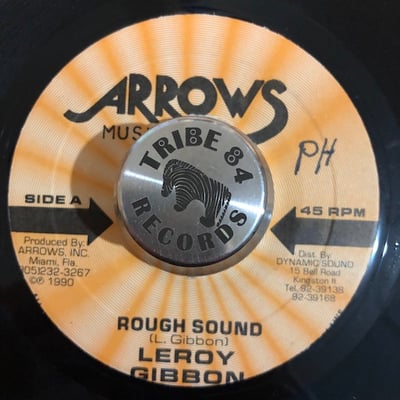 ARROWS
MUS
PH
TRIBE 84
RECORDS
SIDE A
45 RPM
Produced By:
ARROWS, INC.
Miami, Fla.
305)232-3267
©℗ 1990
Dist. By:
DYNAMIC SOUND
15 Bell Road
Kingston 11
Tel. 92-39138
92-39168
ROUGH SOUND
(L. Gibbon)
LEROY
GIBBON